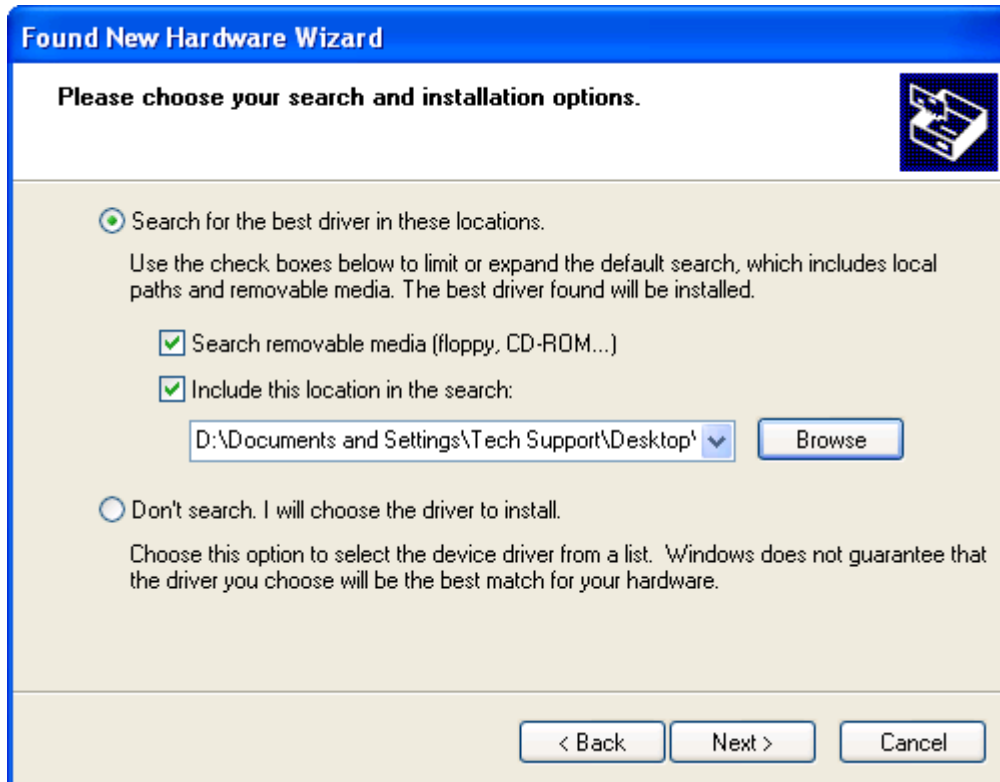 Found New Hardware Wizard
Please choose your search and installation options.
Search for the best driver in these locations.
Use the check boxes below to limit or expand the default search, which includes local
paths and removable media. The best driver found will be installed.
Search removable media (floppy, CD-ROM...)
Include this location in the search:
D:\Documents and Settings\Tech Support\Desktop\
Browse
Don't search. I will choose the driver to install.
Choose this option to select the device driver from a list.  Windows does not guarantee that
the driver you choose will be the best match for your hardware.
< Back Next > Cancel